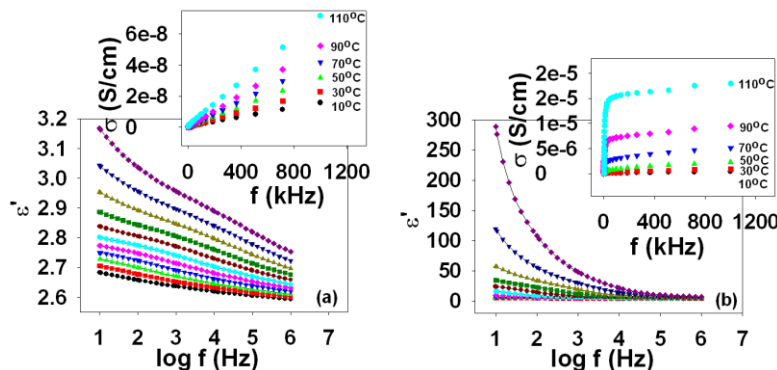 σ (S/cm)
6e-8
4e-8
2e-8
0
0 400 800 1200
f (kHz)
110°C
90°C
70°C
50°C
30°C
10°C
ε'
3.2
3.1
3.0
2.9
2.8
2.7
2.6
1 2 3 4 5 6 7
log f (Hz)
(a)
σ (S/cm)
2e-5
2e-5
1e-5
5e-6
0
0 400 800 1200
f (kHz)
110°C
90°C
70°C
50°C
30°C
10°C
ε'
300
250
200
150
100
50
0
1 2 3 4 5 6 7
log f (Hz)
(b)